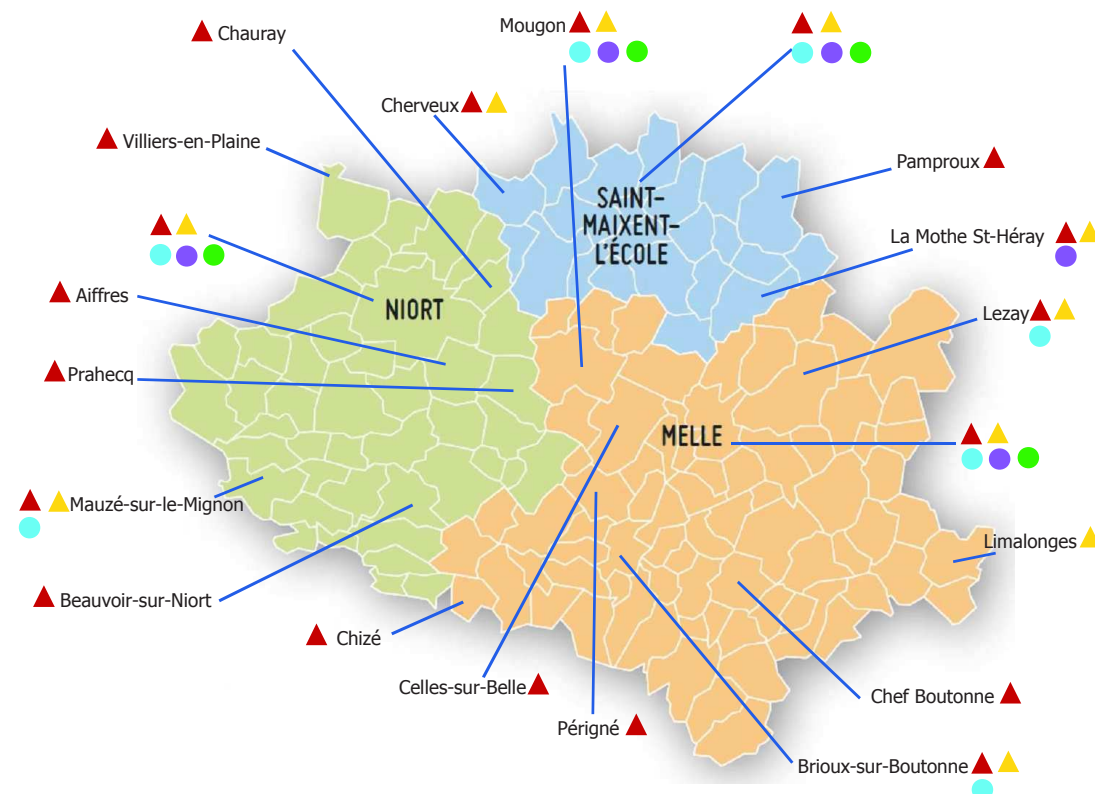 Mougon
Chauray
Cherveux
Villiers-en-Plaine
Pamproux
SAINT-
MAIXENT-
L'ÉCOLE
La Mothe St-Héray
Aiffres
NIORT
Lezay
Prahecq
MELLE
Mauzé-sur-le-Mignon
Limalonges
Beauvoir-sur-Niort
Chizé
Celles-sur-Belle
Chef Boutonne
Périgné
Brioux-sur-Boutonne